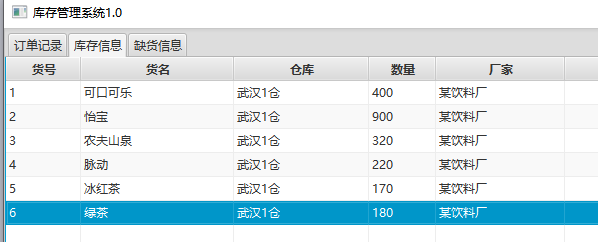 库存管理系统1.0
订单记录 库存信息 缺货信息
货号 货名 仓库 数量 厂家
1 可口可乐 武汉1仓 400 某饮料厂
2 怡宝 武汉1仓 900 某饮料厂
3 农夫山泉 武汉1仓 320 某饮料厂
4 脉动 武汉1仓 220 某饮料厂
5 冰红茶 武汉1仓 170 某饮料厂
6 绿茶 武汉1仓 180 某饮料厂